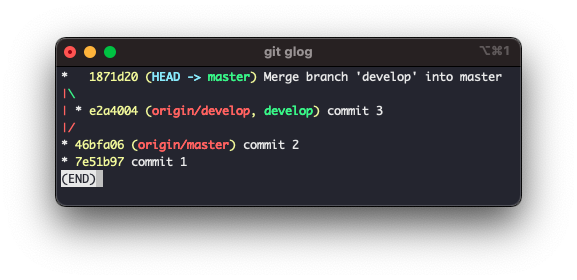 git glog
⌥⌘1
*   1871d20 (HEAD -> master) Merge branch 'develop' into master
|\
| * e2a4004 (origin/develop, develop) commit 3
|/
* 46bfa06 (origin/master) commit 2
* 7e51b97 commit 1
(END)